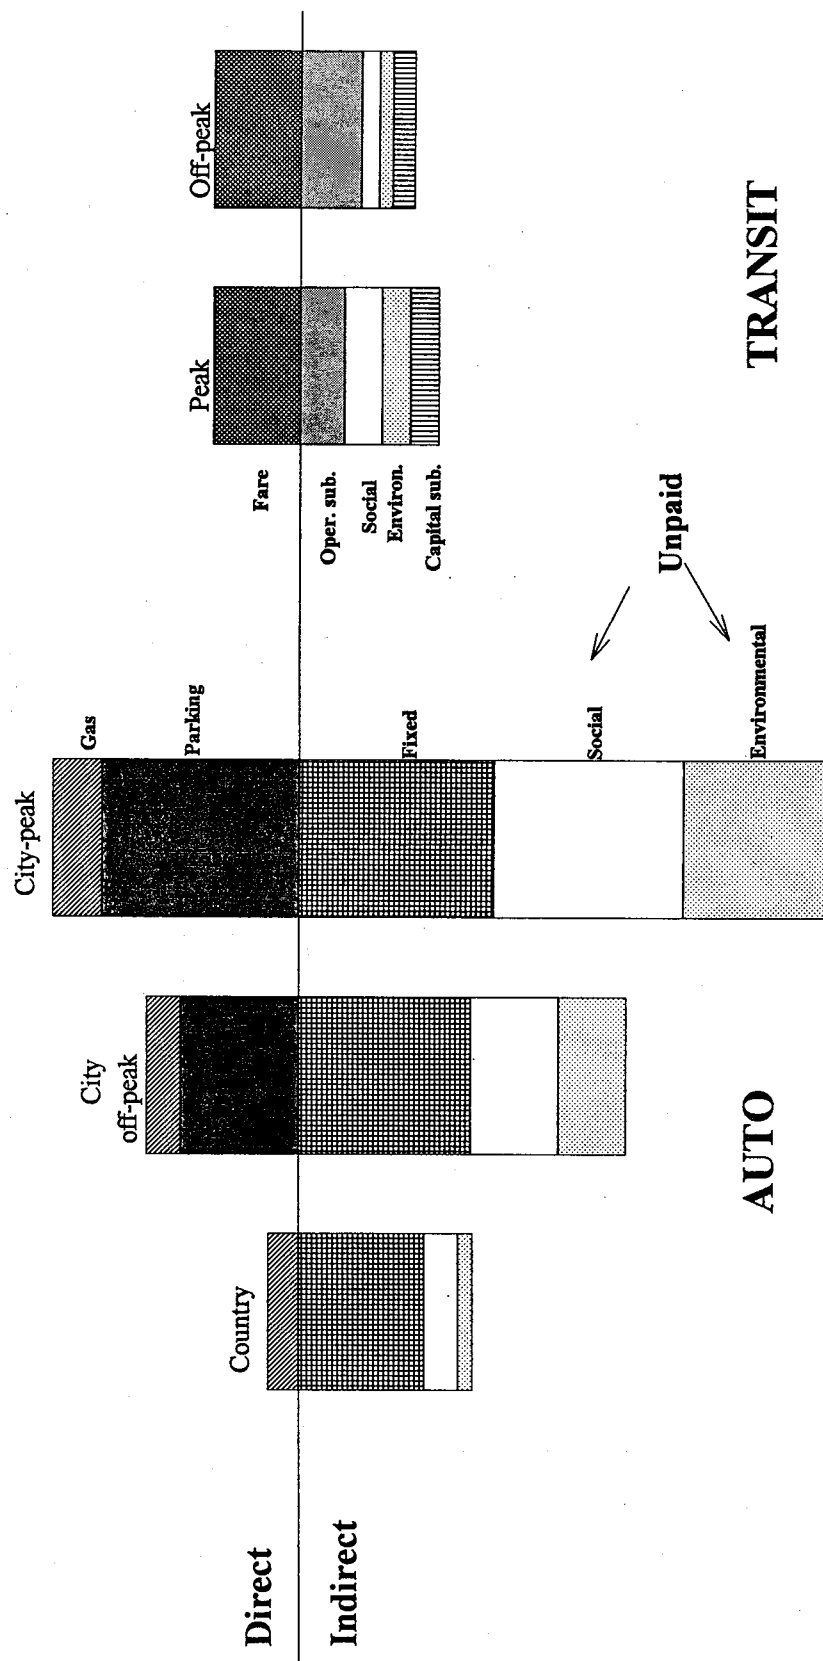 Country
City
off-peak
City-peak
Peak
Off-peak
Gas
Parking
Fare
Direct
Indirect
Fixed
Social
Environmental
Oper. sub.
Social
Environ.
Capital sub.
Unpaid
AUTO
TRANSIT